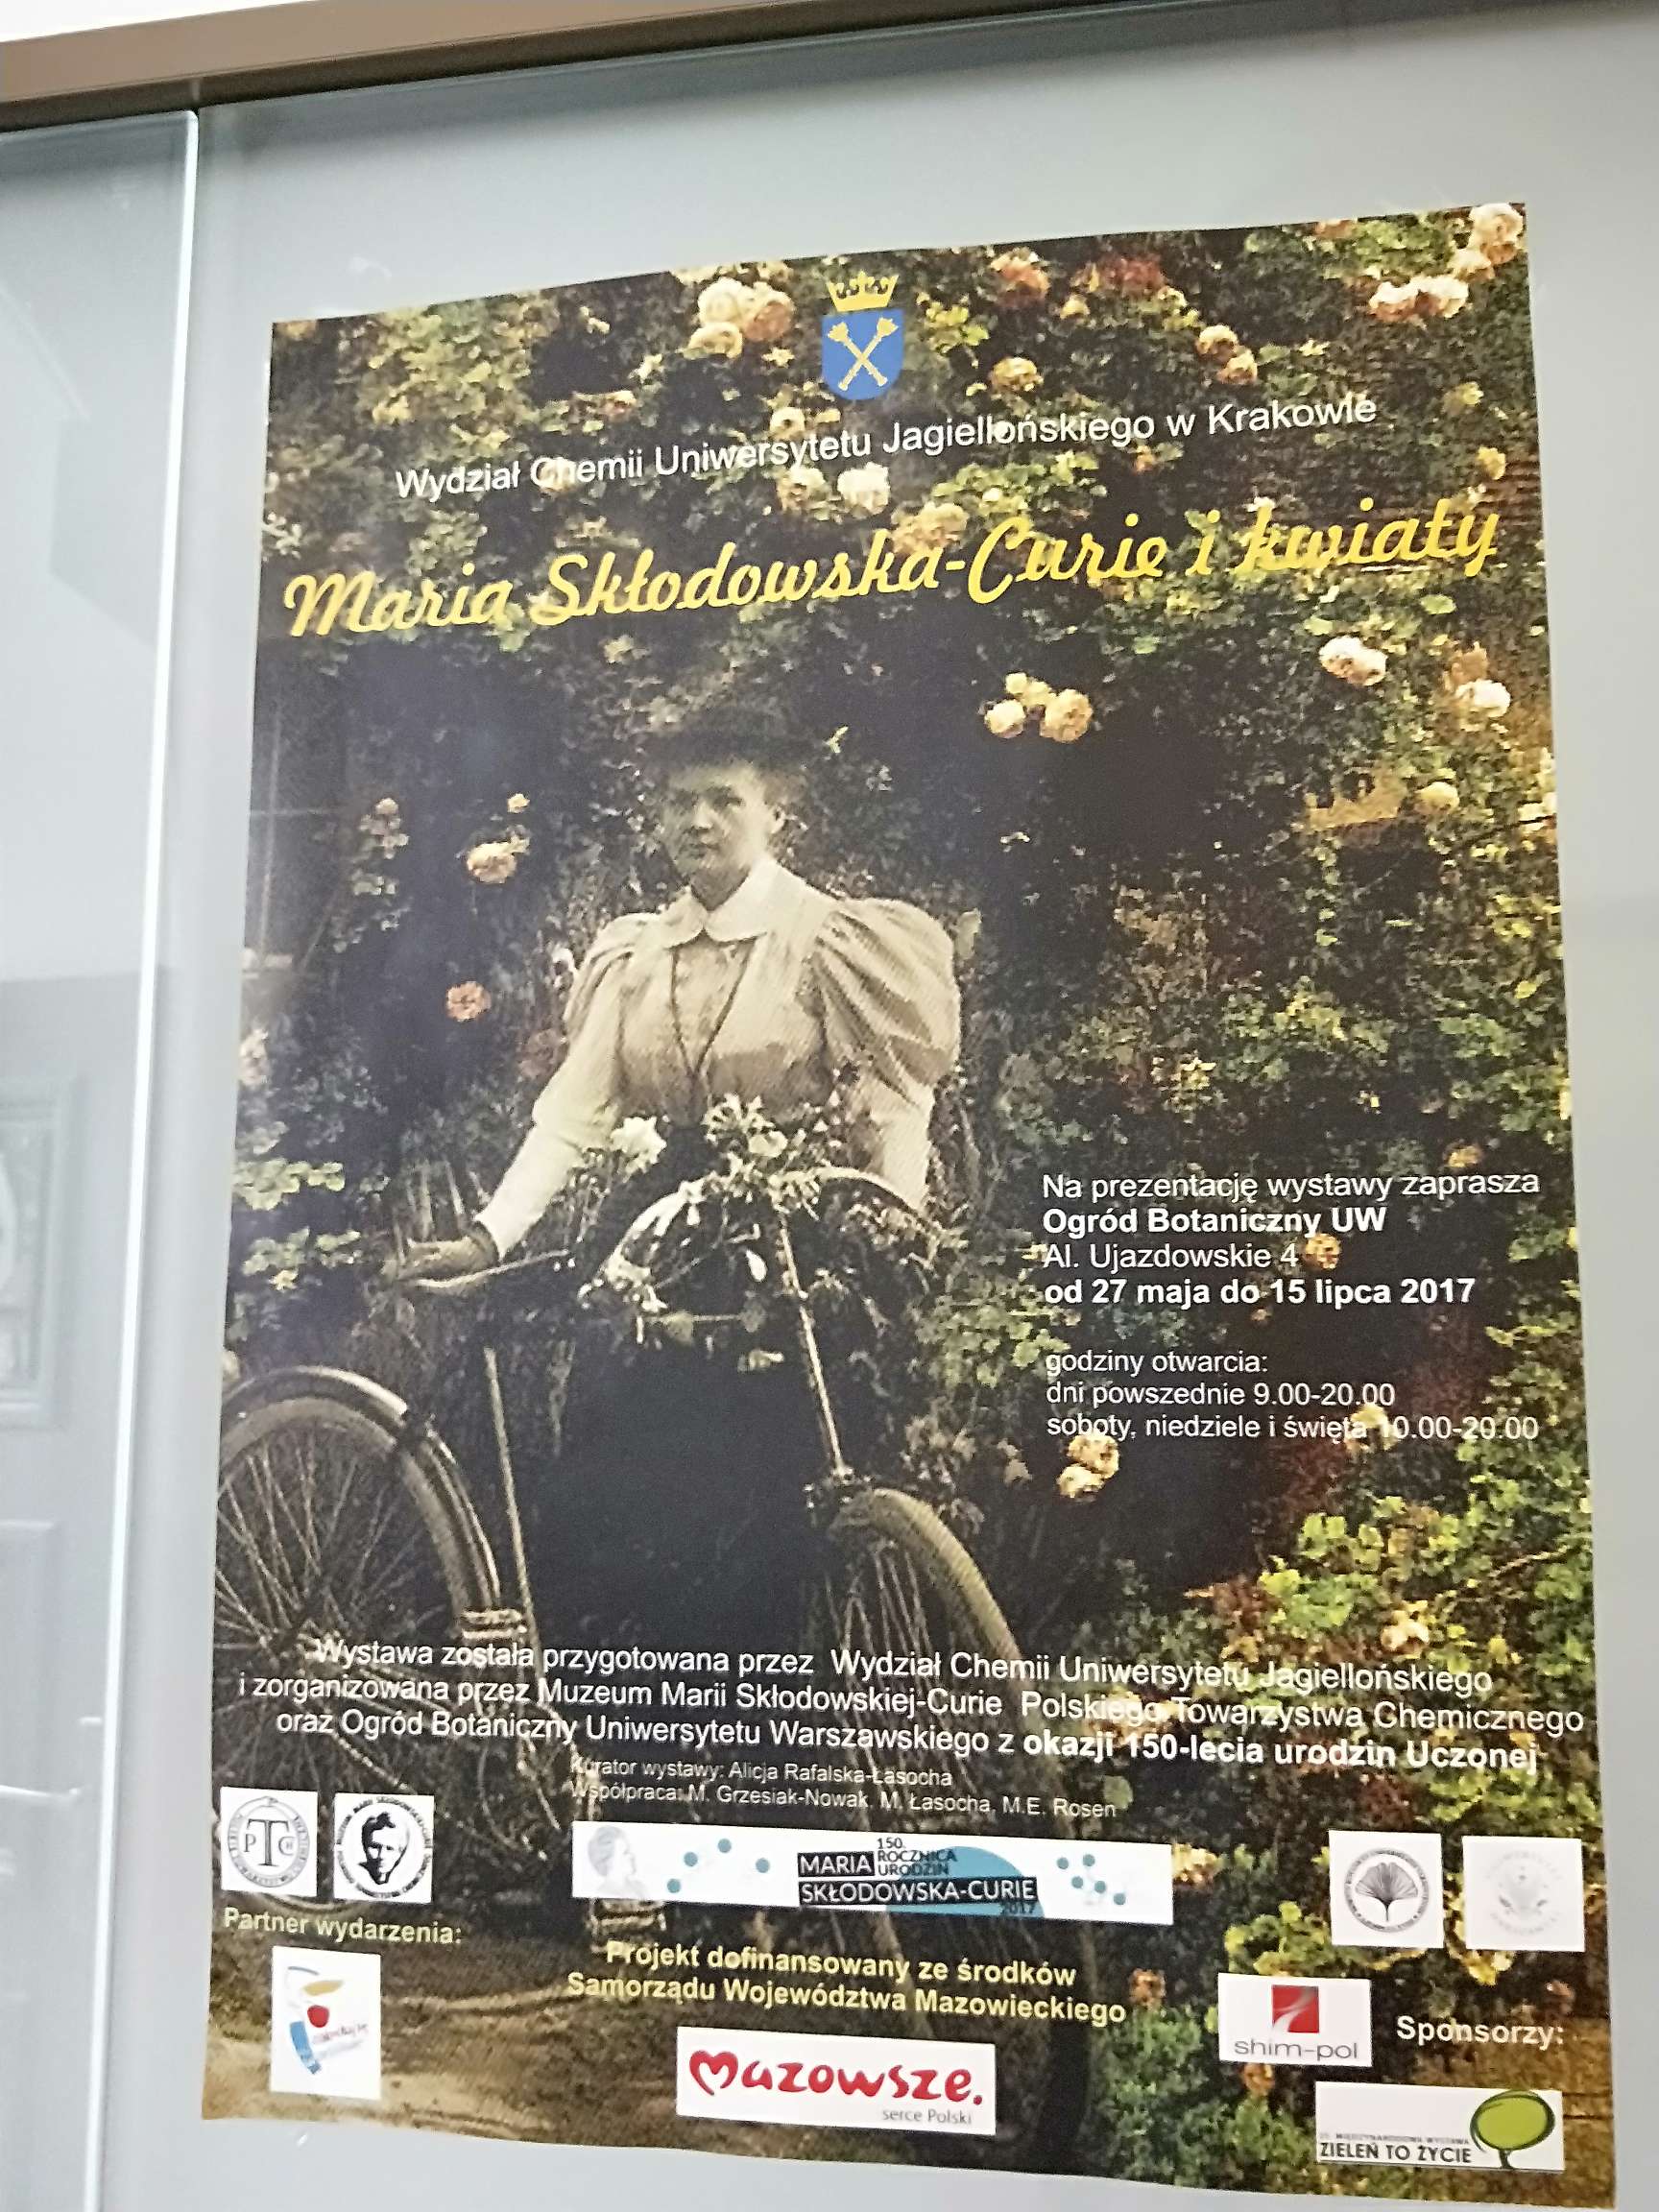 Wydział Chemii Uniwersytetu Jagiellońskiego w Krakowie
Maria Skłodowska-Curie i kwiaty
Na prezentację wystawy zaprasza
Ogród Botaniczny UW
Al. Ujazdowskie 4
od 27 maja do 15 lipca 2017
godziny otwarcia:
dni powszednie 9.00-20.00
soboty, niedziele i święta 10.00-20.00
Wystawa została przygotowana przez Wydział Chemii Uniwersytetu Jagiellońskiego
i zorganizowana przez Muzeum Marii Skłodowskiej-Curie Polskiego Towarzystwa Chemicznego
oraz Ogród Botaniczny Uniwersytetu Warszawskiego z okazji 150-lecia urodzin Uczonej
Kurator wystawy: Alicja Rafalska-Łasocha
Współpraca: M. Grzesiak-Nowak, M. Łasocha, M.E. Rosen
PTC
150.
ROCZNICA
MARIA URODZIN
SKŁODOWSKA-CURIE
2017
Partner wydarzenia:
Projekt dofinansowany ze środków
Samorządu Województwa Mazowieckiego
Mazowsze.
serce Polski
shim-pol
Sponsorzy:
MIĘDZYNARODOWA WYSTAWA
ZIELEŃ TO ŻYCIE